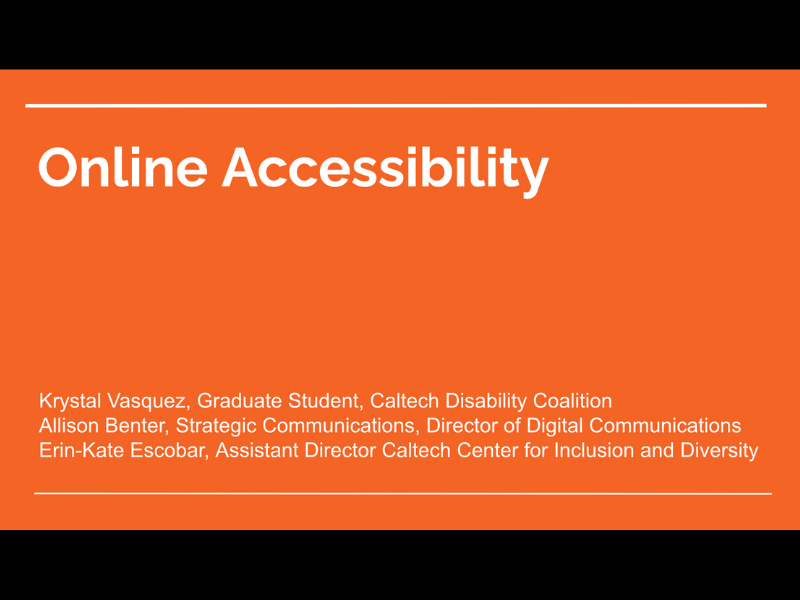 Online Accessibility
Krystal Vasquez, Graduate Student, Caltech Disability Coalition
Allison Benter, Strategic Communications, Director of Digital Communications
Erin-Kate Escobar, Assistant Director Caltech Center for Inclusion and Diversity